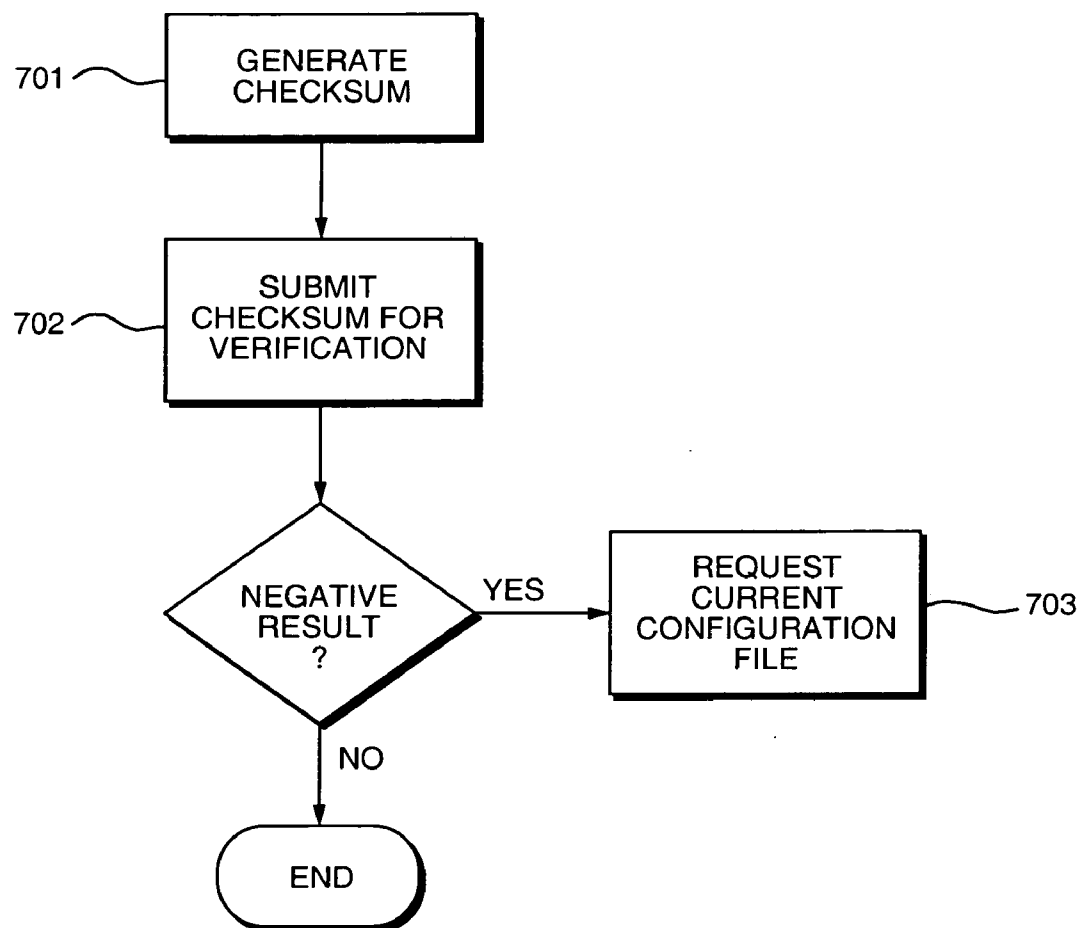 701
GENERATE
CHECKSUM
702
SUBMIT
CHECKSUM FOR
VERIFICATION
NEGATIVE
RESULT
?
YES
REQUEST
CURRENT
CONFIGURATION
FILE
703
NO
END